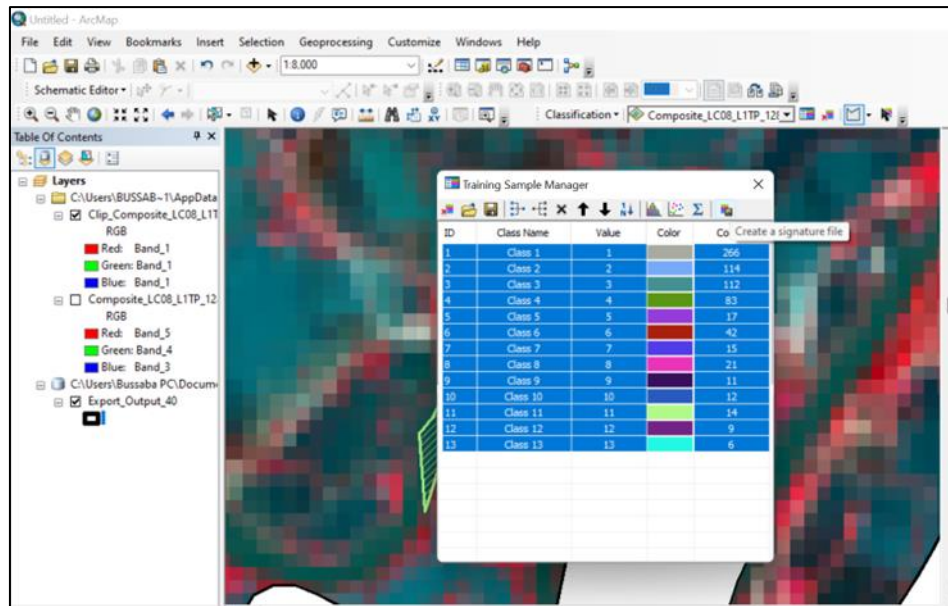 Untitled - ArcMap
File Edit View Bookmarks Insert Selection Geoprocessing Customize Windows Help
1:8,000
Schematic Editor
Classification Composite_LC08_L1TP_128
Table Of Contents
Layers
C:\Users\BUSSAB~1\AppData
Clip_Composite_LC08_L1T
RGB
Red: Band_1
Green: Band_1
Blue: Band_1
Composite_LC08_L1TP_12
RGB
Red: Band_5
Green: Band_4
Blue: Band_3
C:\Users\Bussaba PC\Docum
Export_Output_40
Training Sample Manager
ID Class Name Value Color Co
Create a signature file
1 Class 1 1 266
2 Class 2 2 114
3 Class 3 3 112
4 Class 4 4 83
5 Class 5 5 17
6 Class 6 6 42
7 Class 7 7 15
8 Class 8 8 21
9 Class 9 9 11
10 Class 10 10 12
11 Class 11 11 14
12 Class 12 12 9
13 Class 13 13 6